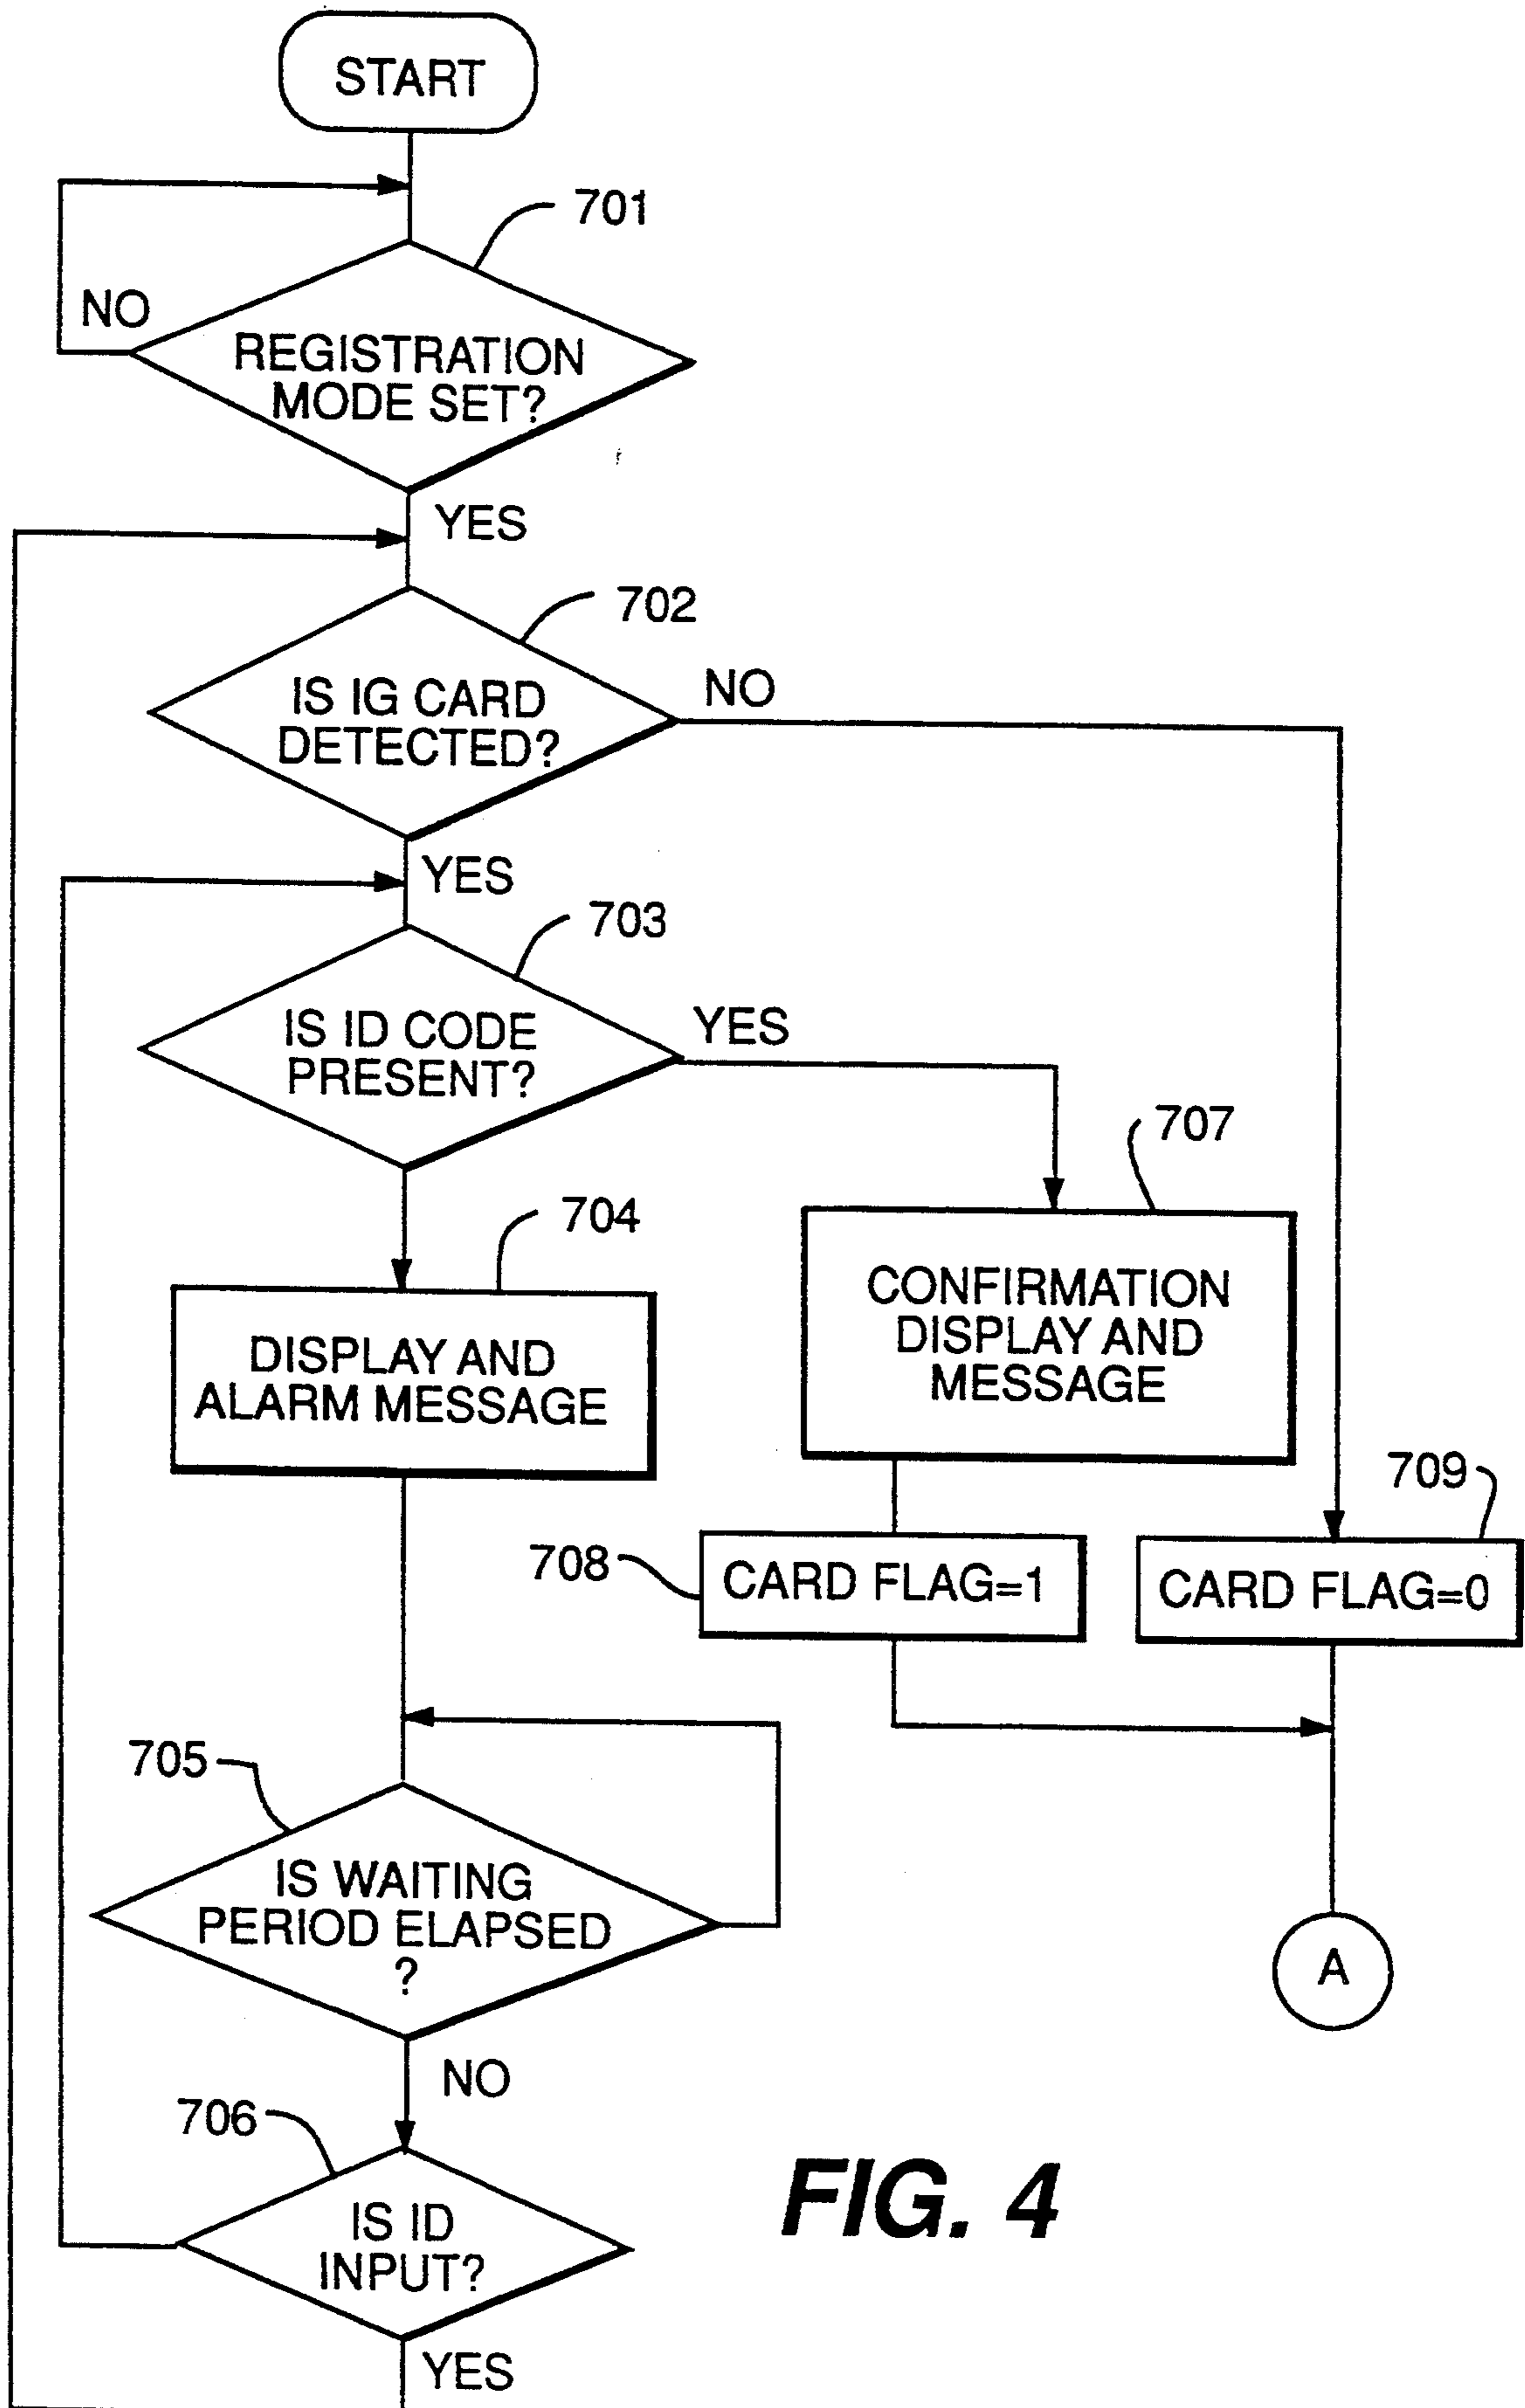 START
701
NO
REGISTRATION
MODE SET?
YES
702
IS IG CARD
DETECTED?
NO
YES
703
IS ID CODE
PRESENT?
YES
707
704
CONFIRMATION
DISPLAY AND
MESSAGE
DISPLAY AND
ALARM MESSAGE
709
708
CARD FLAG=1
CARD FLAG=0
705
IS WAITING
PERIOD ELAPSED
?
A
NO
706
IS ID
INPUT?
FIG. 4
YES